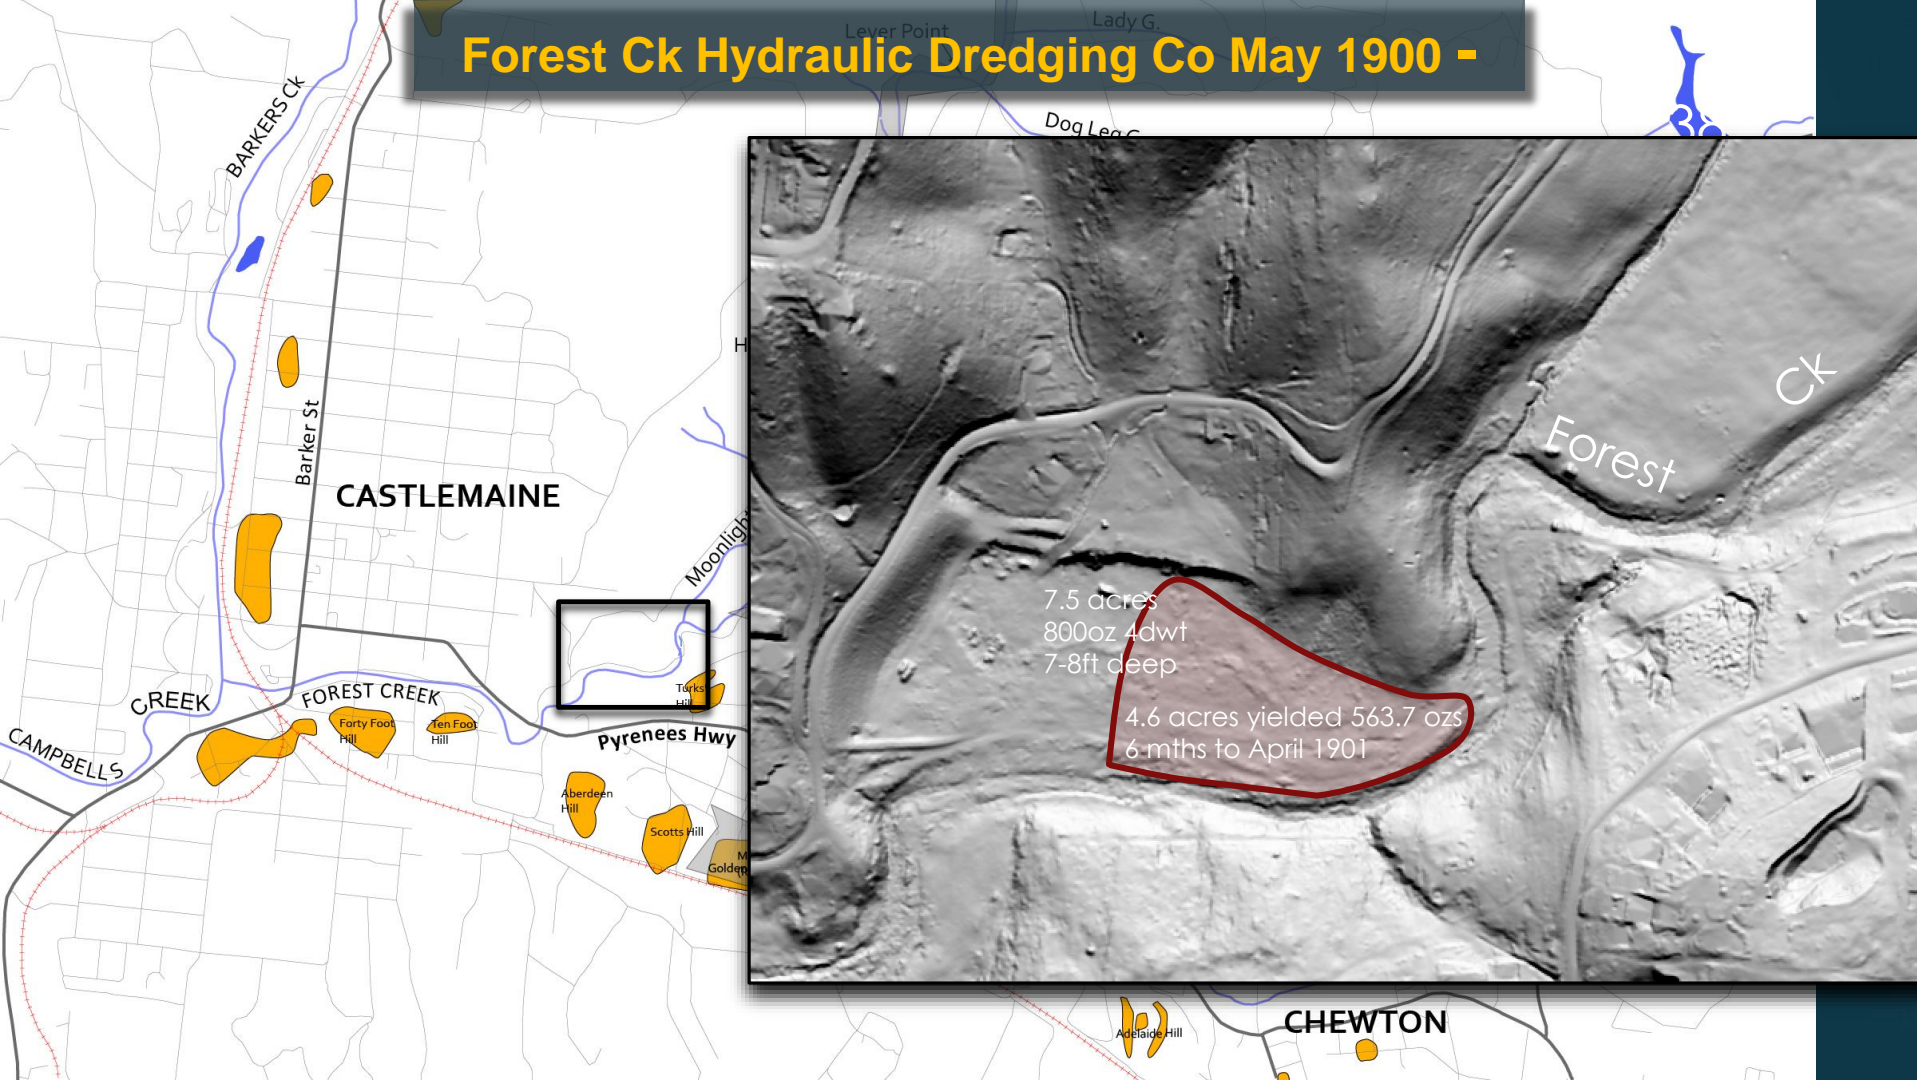 Forest Ck Hydraulic Dredging Co May 1900 -
Lever Point
Lady G.
Dog Leg G
38
BARKERS Ck
Barker St
CASTLEMAINE
H
Moonlight
Forest
Ck
7.5 acres
800oz 4dwt
7-8ft deep
4.6 acres yielded 563.7 ozs
6 mths to April 1901
CREEK
CAMPBELLS
FOREST CREEK
Forty Foot
Hill
Ten Foot
Hill
Turks
Hill
Pyrenees Hwy
Aberdeen
Hill
Scotts Hill
M
Golden
Adelaide Hill
CHEWTON